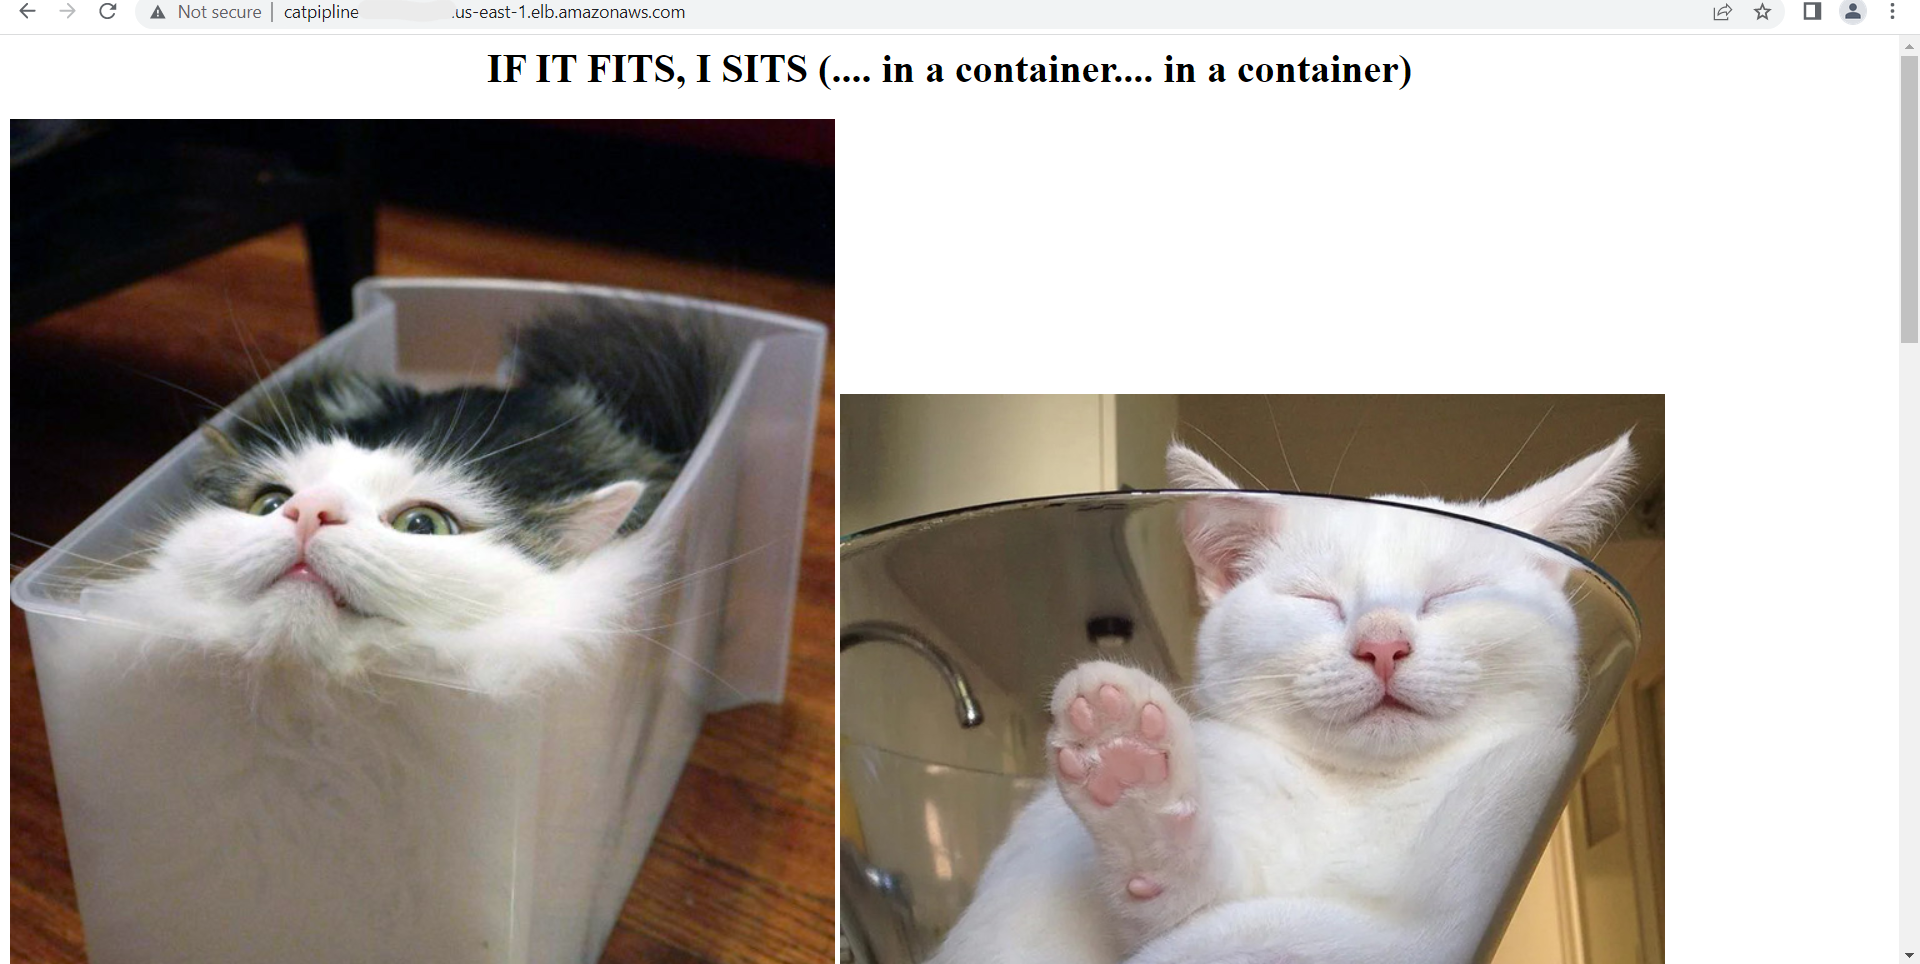 Not secure
catpipline .us-east-1.elb.amazonaws.com
IF IT FITS, I SITS (.... in a container.... in a container)